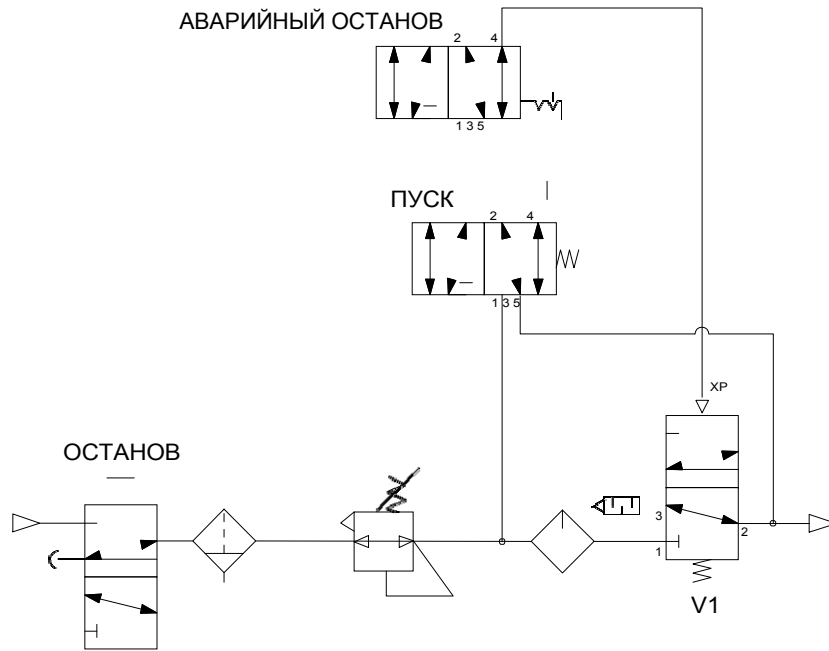 АВАРИЙНЫЙ ОСТАНОВ
2 4
1 3 5
ПУСК
2 4
1 3 5
XP
ОСТАНОВ
3
2
1
V1